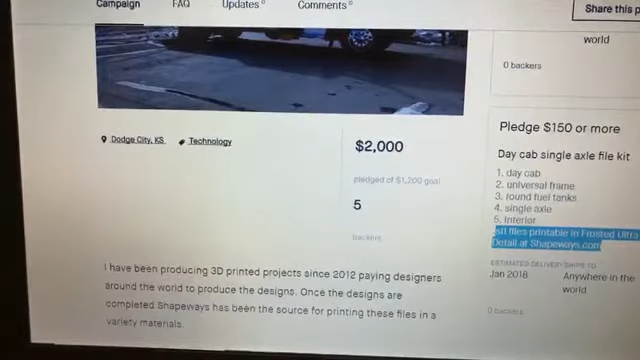 Campaign FAQ Updates 0 Comments 0
Share this p
world
0 backers
Pledge $150 or more
Day cab single axle file kit
1. day cab
2. universal frame
3. round fuel tanks
4. single axle
5. Interior
.stl files printable in Frosted Ultra
Detail at Shapeways.com
ESTIMATED DELIVERY SHIPS TO
Jan 2018 Anywhere in the
world
0 backers
Dodge City, KS Technology
$2,000
pledged of $1,200 goal
5
backers
I have been producing 3D printed projects since 2012 paying designers
around the world to produce the designs. Once the designs are
completed Shapeways has been the source for printing these files in a
variety materials.